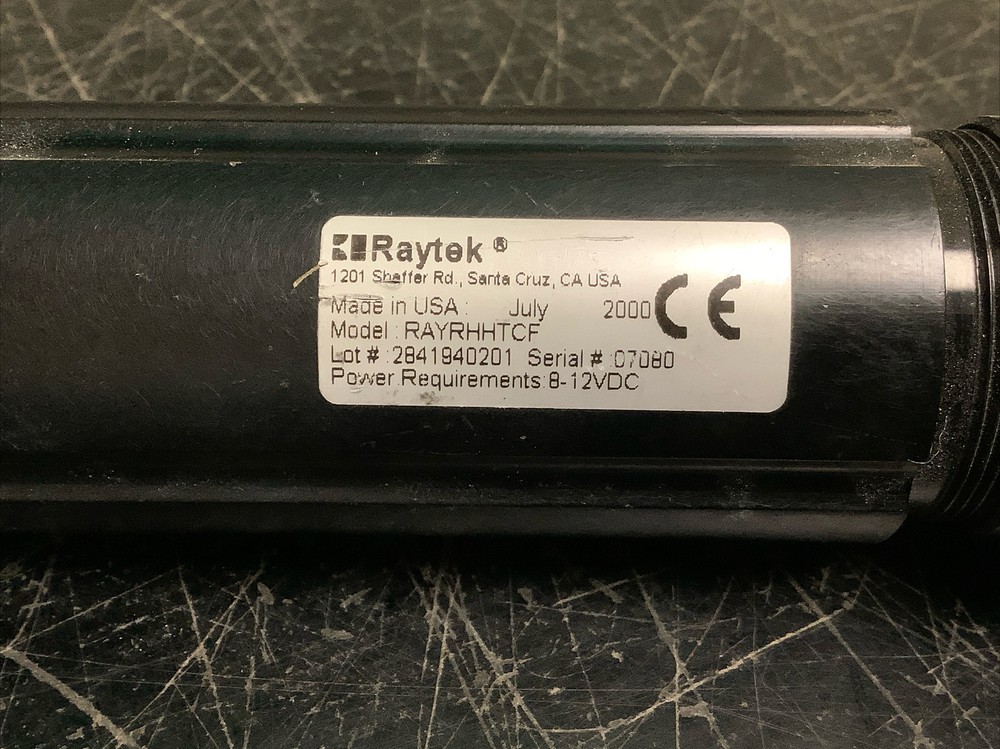 Raytek ®
1201 Shaffer Rd., Santa Cruz, CA USA
Made in USA : July 2000
Model : RAYRHHTCF
Lot # : 2841940201 Serial # : 07080
Power Requirements: 8-12VDC
CE